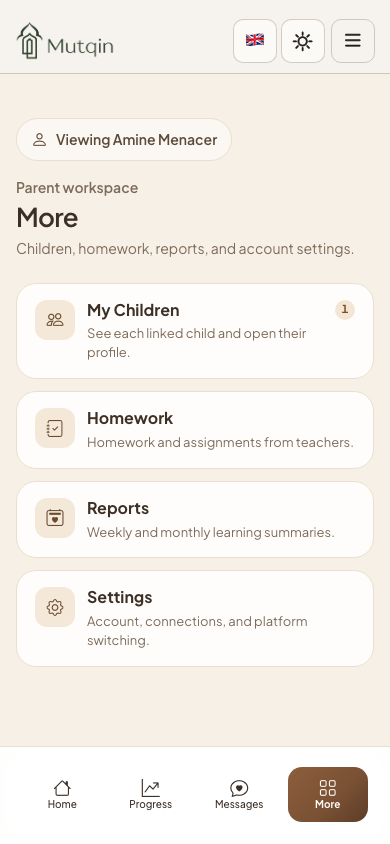 Mutqin
Viewing Amine Menacer
Parent workspace
More
Children, homework, reports, and account settings.
My Children
1
See each linked child and open their
profile.
Homework
Homework and assignments from teachers.
Reports
Weekly and monthly learning summaries.
Settings
Account, connections, and platform
switching.
Home
Progress
Messages
More